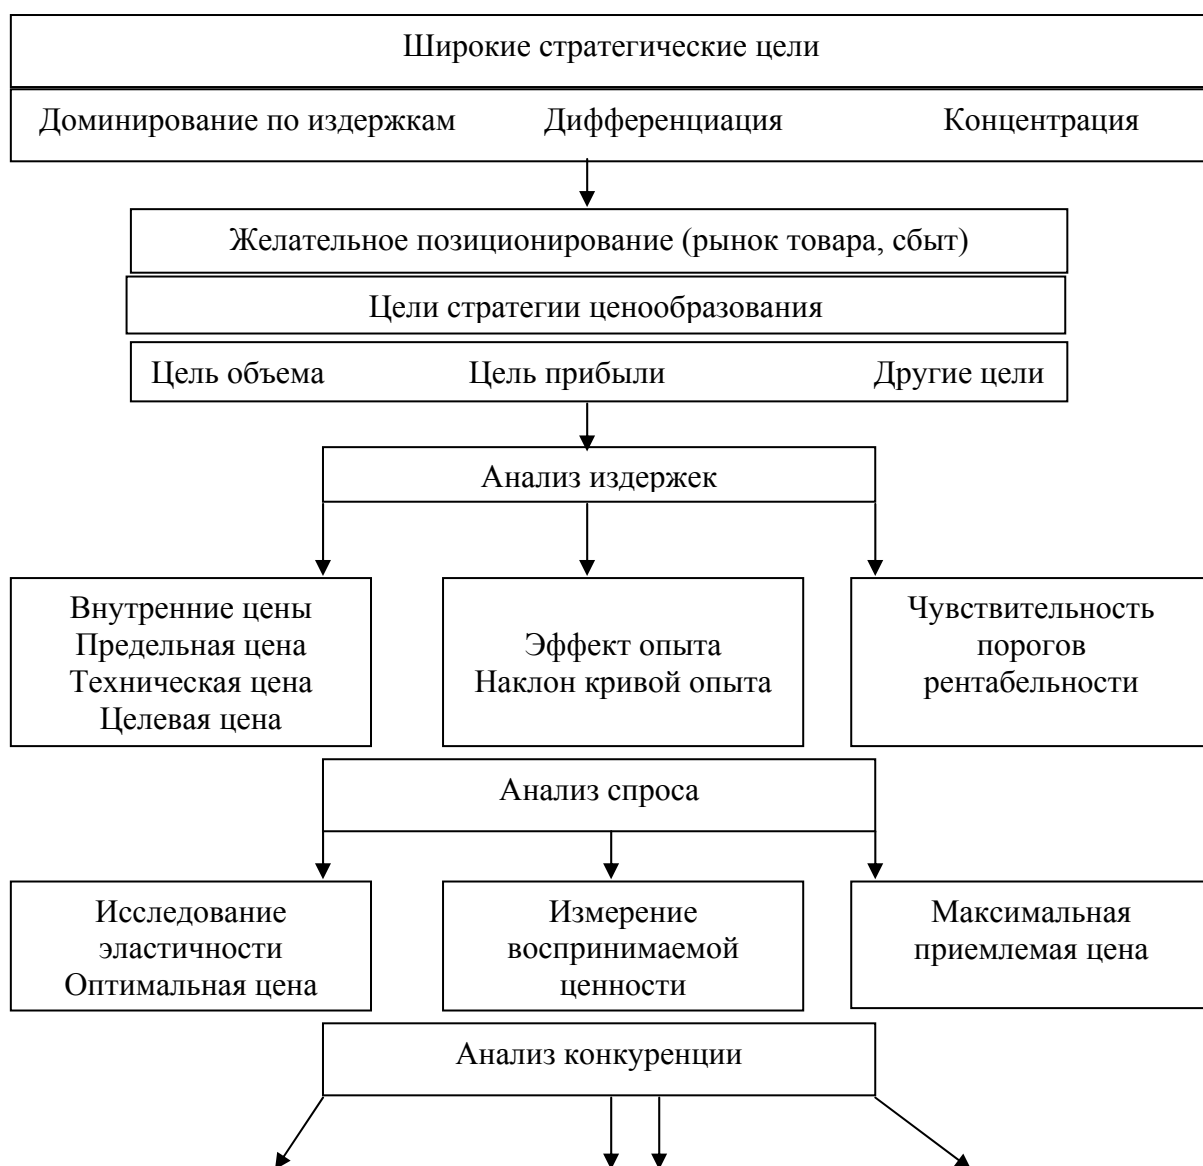 Широкие стратегические цели
Доминирование по издержкам Дифференциация Концентрация
Желательное позиционирование (рынок товара, сбыт)
Цели стратегии ценообразования
Цель объема Цель прибыли Другие цели
Анализ издержек
Внутренние цены
Предельная цена
Техническая цена
Целевая цена
Эффект опыта
Наклон кривой опыта
Чувствительность
порогов
рентабельности
Анализ спроса
Исследование
эластичности
Оптимальная цена
Измерение
воспринимаемой
ценности
Максимальная
приемлемая цена
Анализ конкуренции